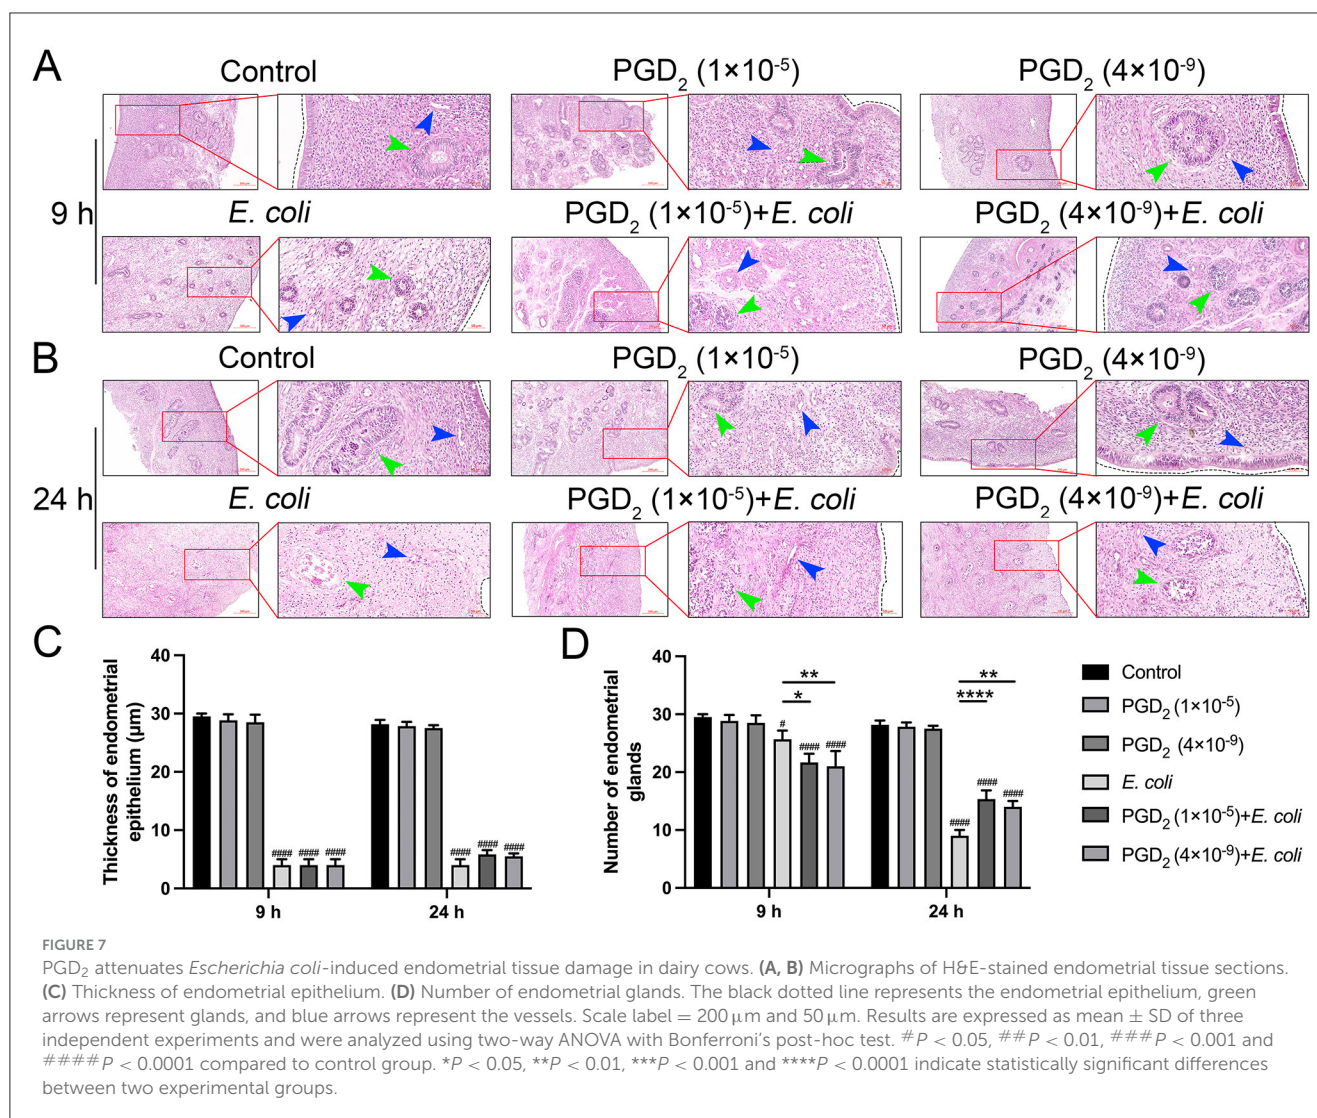 A
Control
PGD2 (1×10-5)
PGD2 (4×10-9)
9 h
E. coli
PGD2 (1×10-5)+E. coli
PGD2 (4×10-9)+E. coli
B
Control
PGD2 (1×10-5)
PGD2 (4×10-9)
24 h
E. coli
PGD2 (1×10-5)+E. coli
PGD2 (4×10-9)+E. coli
C
Thickness of endometrial
epithelium (μm)
40
30
20
10
0
#### #### ####
#### #### ####
9 h
24 h
D
Number of endometrial
glands
40
30
20
10
0
**
*
# #### ####
**
****
#### #### ####
9 h
24 h
Control
PGD2 (1×10-5)
PGD2 (4×10-9)
E. coli
PGD2 (1×10-5)+E. coli
PGD2 (4×10-9)+E. coli
FIGURE 7
PGD2 attenuates Escherichia coli-induced endometrial tissue damage in dairy cows. (A, B) Micrographs of H&E-stained endometrial tissue sections.
(C) Thickness of endometrial epithelium. (D) Number of endometrial glands. The black dotted line represents the endometrial epithelium, green
arrows represent glands, and blue arrows represent the vessels. Scale label = 200 μm and 50 μm. Results are expressed as mean ± SD of three
independent experiments and were analyzed using two-way ANOVA with Bonferroni's post-hoc test. #P < 0.05, ##P < 0.01, ###P < 0.001 and
####P < 0.0001 compared to control group. *P < 0.05, **P < 0.01, ***P < 0.001 and ****P < 0.0001 indicate statistically significant differences
between two experimental groups.